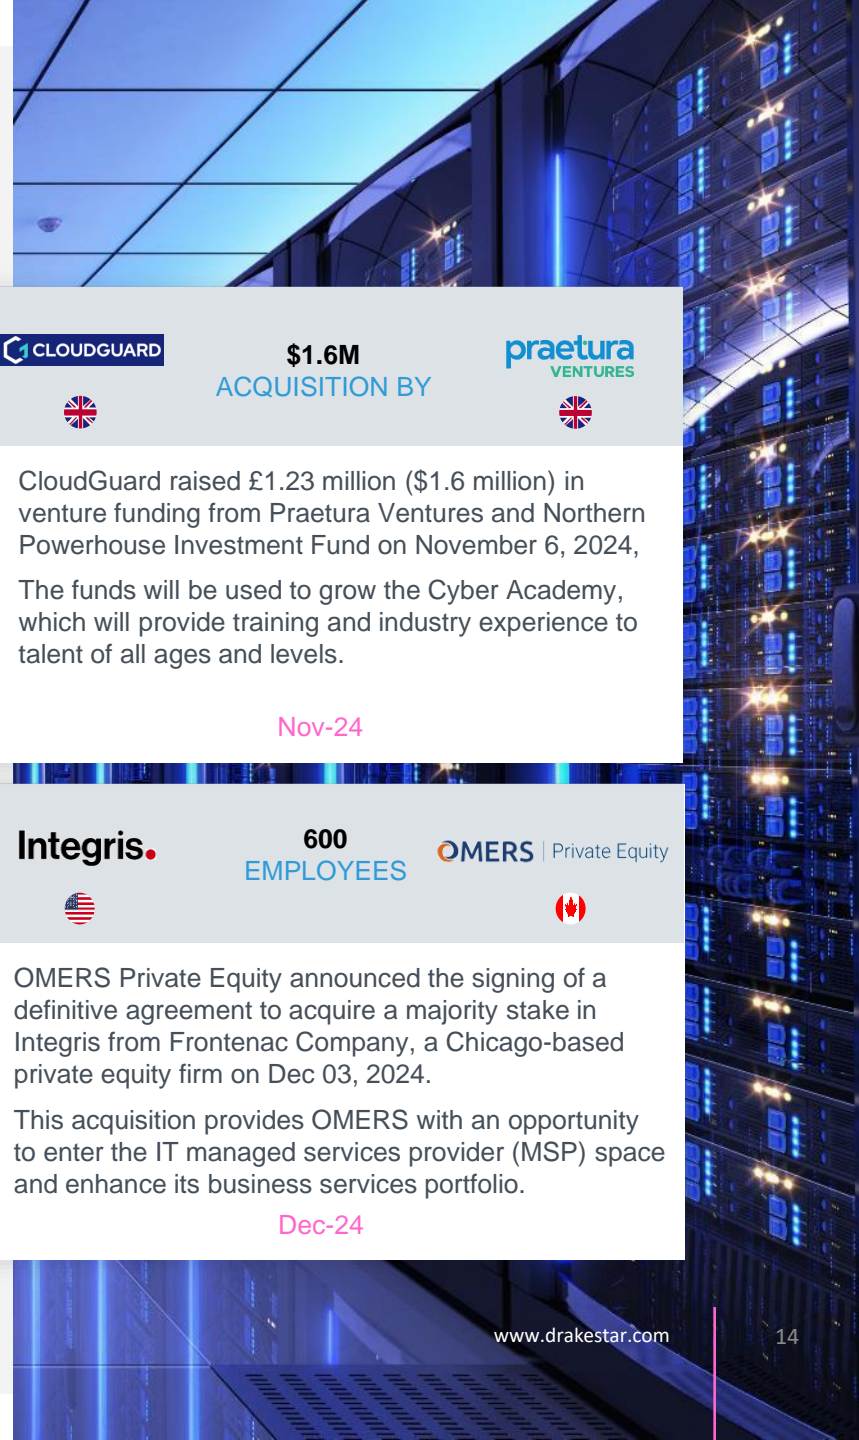 CLOUDGUARD
$1.6M
ACQUISITION BY
praetura
VENTURES
CloudGuard raised £1.23 million ($1.6 million) in
venture funding from Praetura Ventures and Northern
Powerhouse Investment Fund on November 6, 2024,
The funds will be used to grow the Cyber Academy,
which will provide training and industry experience to
talent of all ages and levels.
Nov-24
Integris.
600
EMPLOYEES
OMERS | Private Equity
OMERS Private Equity announced the signing of a
definitive agreement to acquire a majority stake in
Integris from Frontenac Company, a Chicago-based
private equity firm on Dec 03, 2024.
This acquisition provides OMERS with an opportunity
to enter the IT managed services provider (MSP) space
and enhance its business services portfolio.
Dec-24
www.drakestar.com
14